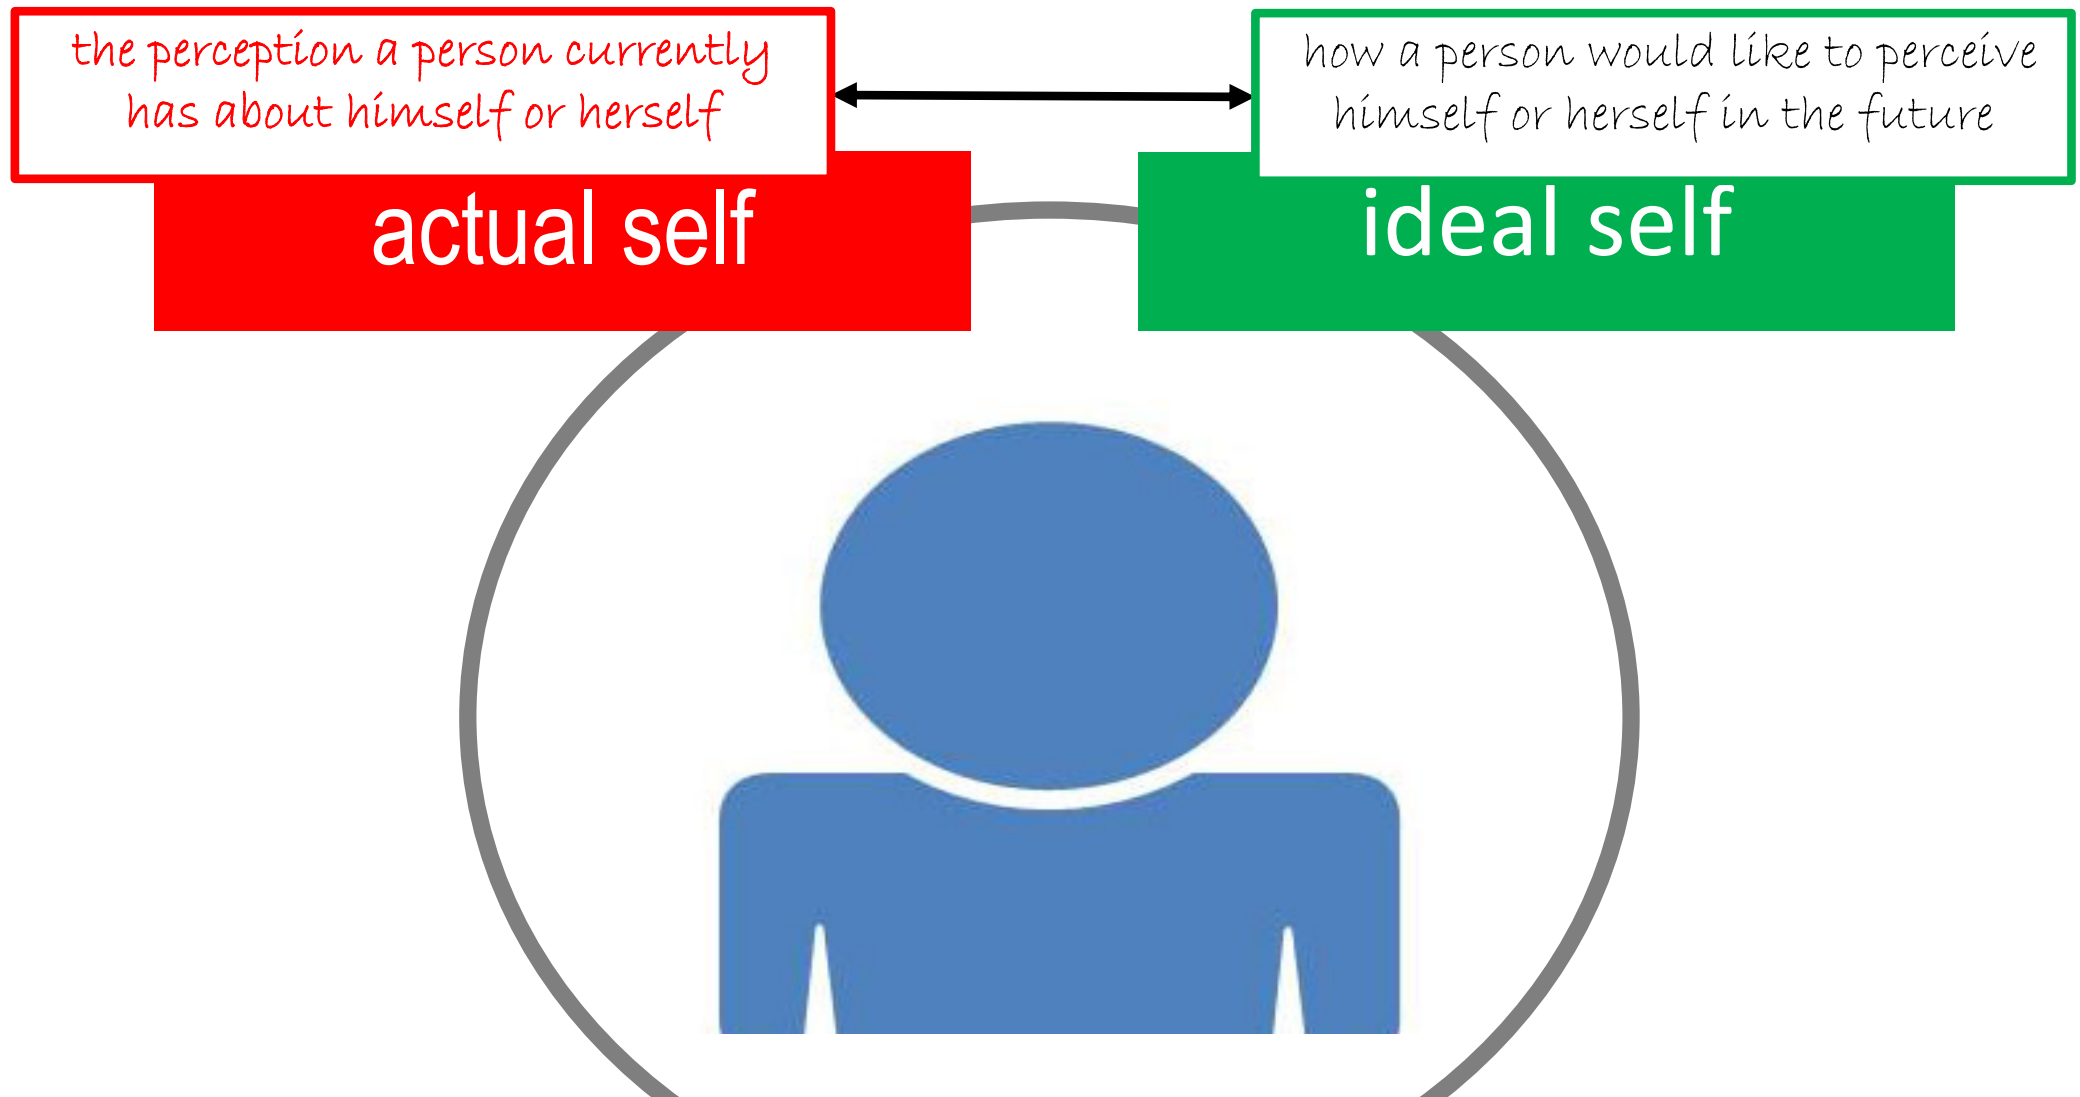 the perception a person currently
has about himself or herself
actual self
how a person would like to perceive
himself or herself in the future
ideal self